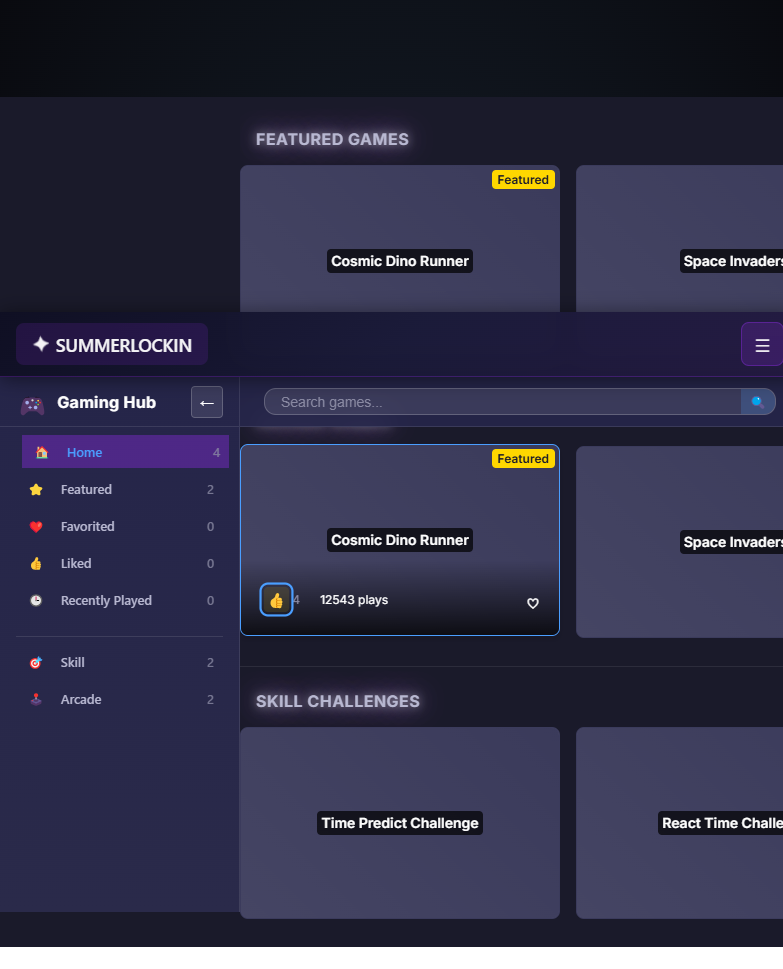 FEATURED GAMES
Featured
Cosmic Dino Runner
Space Invaders
SUMMERLOCKIN
Gaming Hub
Search games...
Home 4
Featured 2
Favorited 0
Liked 0
Recently Played 0
Skill 2
Arcade 2
Featured
Cosmic Dino Runner
4 12543 plays
Space Invaders
SKILL CHALLENGES
Time Predict Challenge
React Time Challe